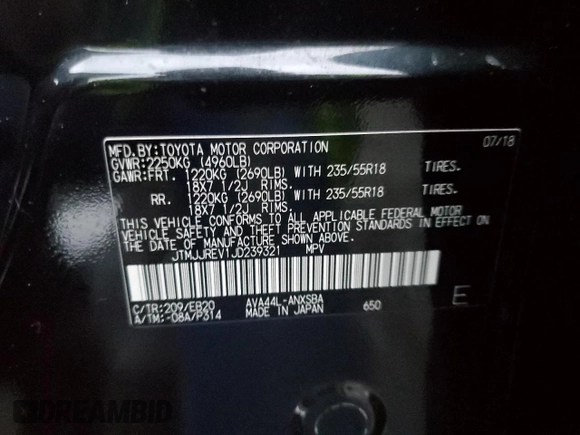 MFD.BY:TOYOTA MOTOR CORPORATION 07/18
GVWR:2250KG (4960LB)
GAWR:FRT. 1220KG (2690LB) WITH 235/55R18 TIRES.
18X7 1/2J RIMS.
RR. 1220KG (2690LB) WITH 235/55R18 TIRES.
18X7 1/2J RIMS.
THIS VEHICLE CONFORMS TO ALL APPLICABLE FEDERAL MOTOR
VEHICLE SAFETY AND THEFT PREVENTION STANDARDS IN EFFECT ON
THE DATE OF MANUFACTURE SHOWN ABOVE.
JTMJJREV1JD239321 MPV
C/TR:209/EB20 AVA44L-ANXSBA 650 E
A/TM:-08A/P314 MADE IN JAPAN
DREAMBID